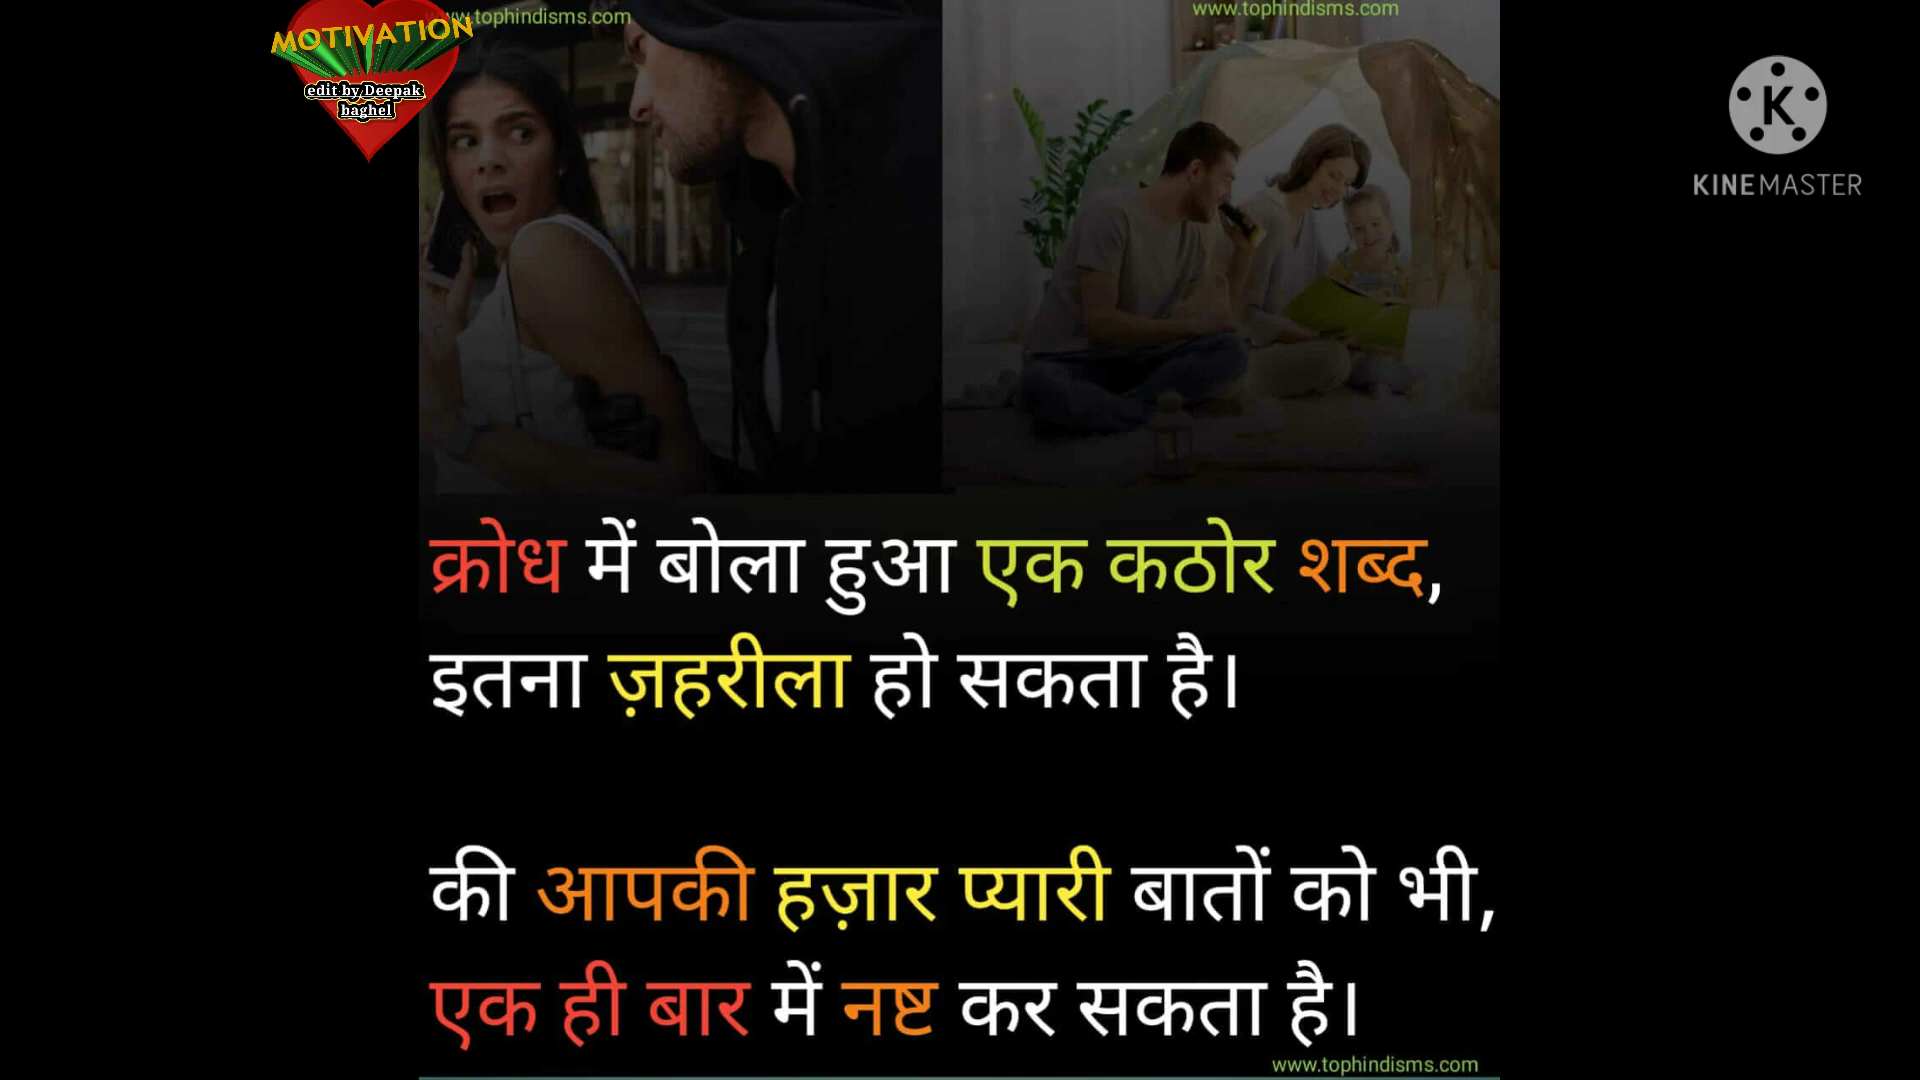 MOTIVATION
edit by Deepak
baghel
www.tophindisms.com
www.tophindisms.com
KINEMASTER
क्रोध में बोला हुआ एक कठोर शब्द,
इतना ज़हरीला हो सकता है।
की आपकी हज़ार प्यारी बातों को भी,
एक ही बार में नष्ट कर सकता है।
www.tophindisms.com